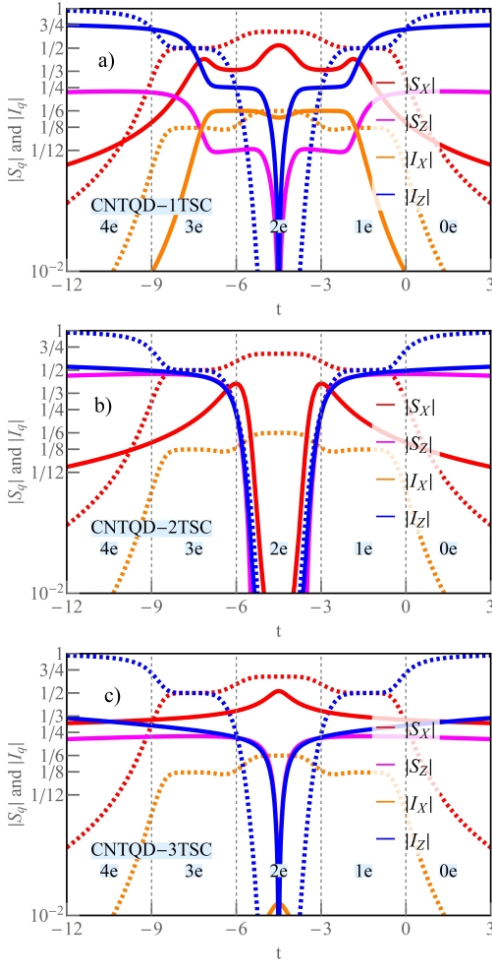 1
3/4
1/2
1/3
1/4
1/6
1/8
1/12
10⁻²
|S_q| and |I_q|
a)
|S_X|
|S_Z|
|I_X|
|I_Z|
CNTQD−1TSC
4e 3e 2e 1e 0e
−12 −9 −6 −3 0 3
t
1
3/4
1/2
1/3
1/4
1/6
1/8
1/12
10⁻²
|S_q| and |I_q|
b)
|S_X|
|S_Z|
|I_X|
|I_Z|
CNTQD−2TSC
4e 3e 2e 1e 0e
−12 −9 −6 −3 0 3
t
1
3/4
1/2
1/3
1/4
1/6
1/8
1/12
10⁻²
|S_q| and |I_q|
c)
|S_X|
|S_Z|
|I_X|
|I_Z|
CNTQD−3TSC
4e 3e 2e 1e 0e
−12 −9 −6 −3 0 3
t